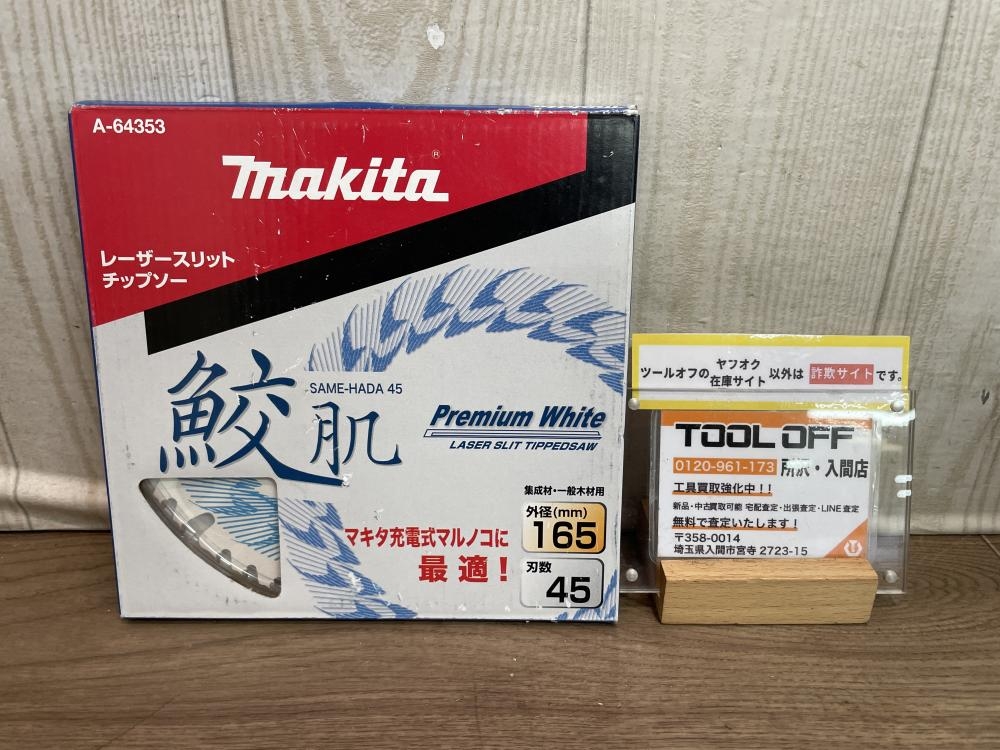 A-64353
makita®
レーザースリット
チップソー
鮫肌
SAME-HADA 45
Premium White
LASER SLIT TIPPEDSAW
集成材・一般木材用
外径(mm)
165
刃数
45
マキタ充電式マルノコに
最適！
ツールオフの ヤフオク 在庫サイト 以外は 詐欺サイト です。
TOOL OFF
0120-961-173 所沢・入間店
工具買取強化中！！
新品・中古買取可能 宅配査定・出張査定・LINE査定
無料で査定いたします！
〒358-0014
埼玉県入間市宮寺 2723-15